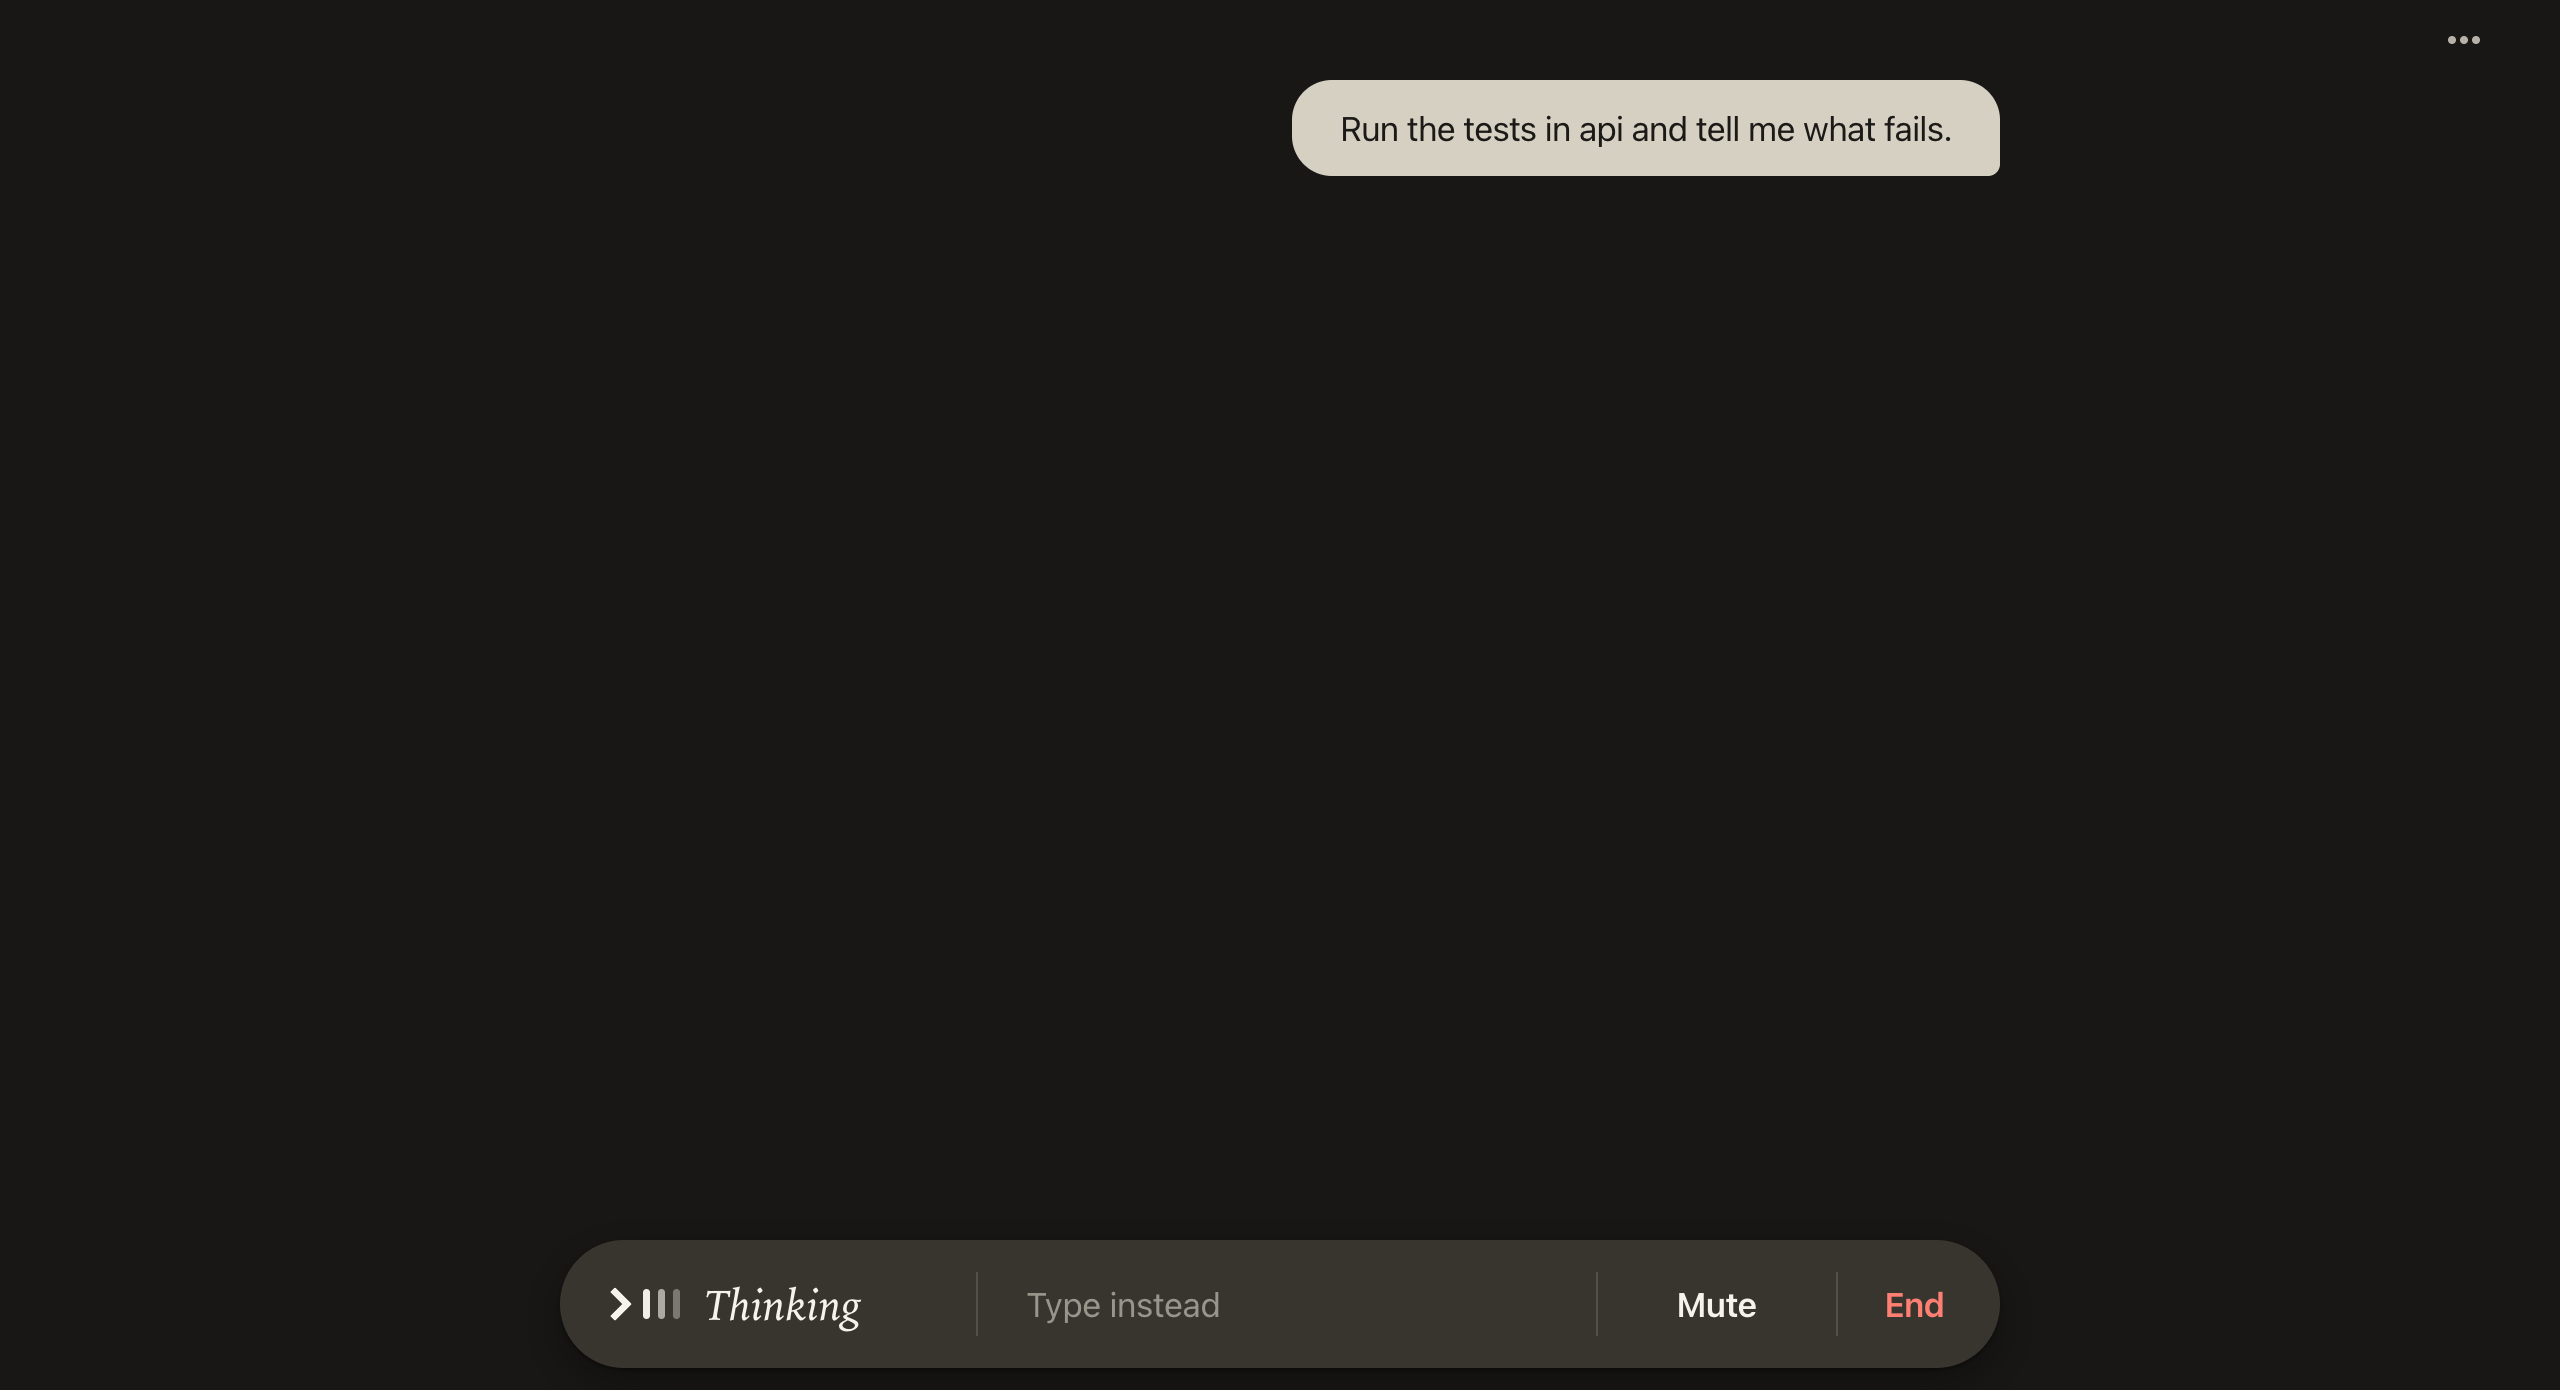 Run the tests in api and tell me what fails.
Thinking
Type instead
Mute
End